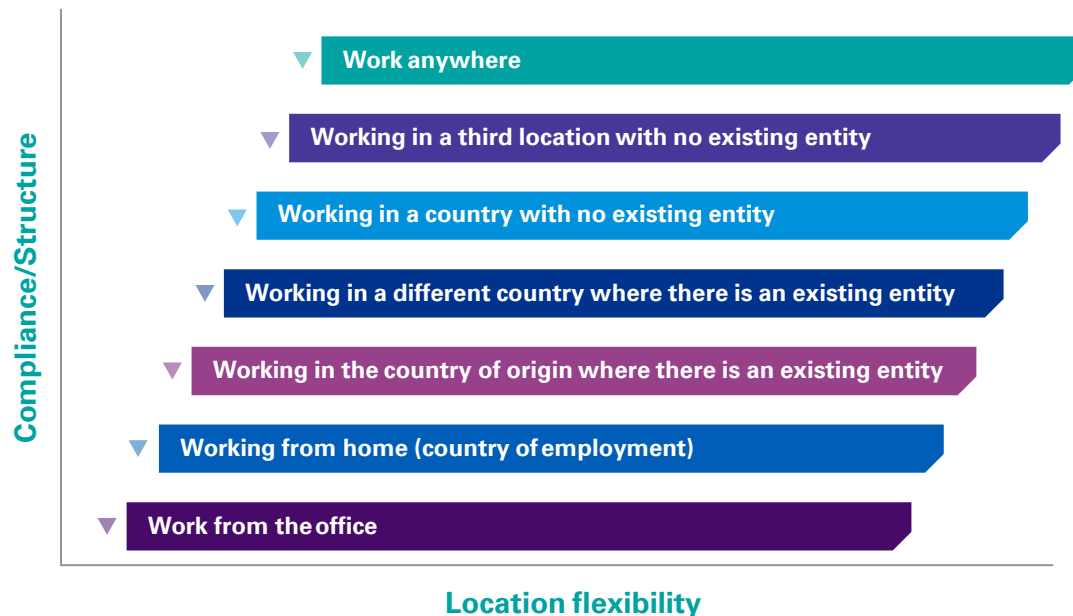 Compliance/Structure
Work anywhere
Working in a third location with no existing entity
Working in a country with no existing entity
Working in a different country where there is an existing entity
Working in the country of origin where there is an existing entity
Working from home (country of employment)
Work from the office
Location flexibility